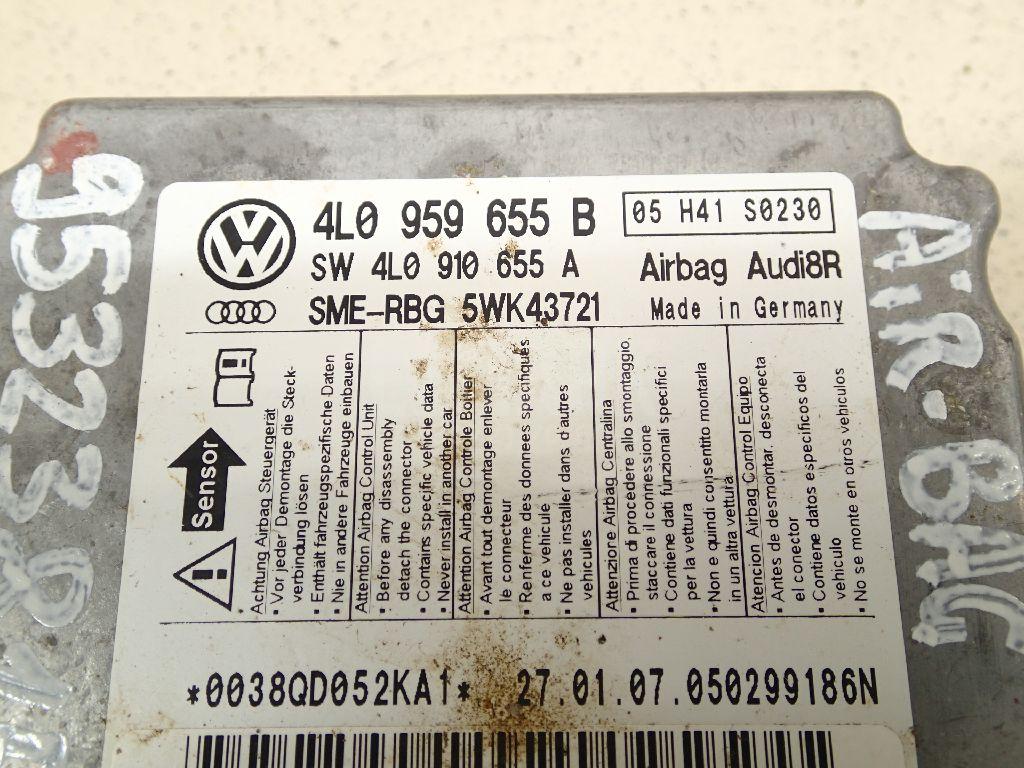 4L0 959 655 B
05 H41 S0230
SW 4L0 910 655 A
Airbag Audi8R
SME-RBG 5WK43721
Made in Germany
Sensor
Achtung Airbag Steuergerät
• Vor jeder Demontage die Steck-
verbindung lösen
• Enthält fahrzeugspezifische Daten
• Nie in andere Fahrzeuge einbauen
Attention Airbag Control Unit
• Before any disassembly
detach the connector
• Contains specific vehicle data
• Never install in another car
Attention Airbag Controle Boitier
• Avant tout demontage enlever
le connecteur
• Renferme des donnees specifiques
a ce vehicule
• Ne pas installer dans d'autres
vehicules
Attenzione Airbag Centralina
• Prima di procedere allo smontaggio,
staccare il connessione
• Contiene dati funzionali specifici
per la vettura
• Non e quindi consentito montarla
in un altra vettura
Atencion Airbag Control Equipo
• Antes de desmontar, desconecta
el conector
• Contiene datos especificos del
vehiculo
• No se monte en otros vehiculos
*0038QD052KA1* 27.01.07.050299186N
95323R
AiR.BAG